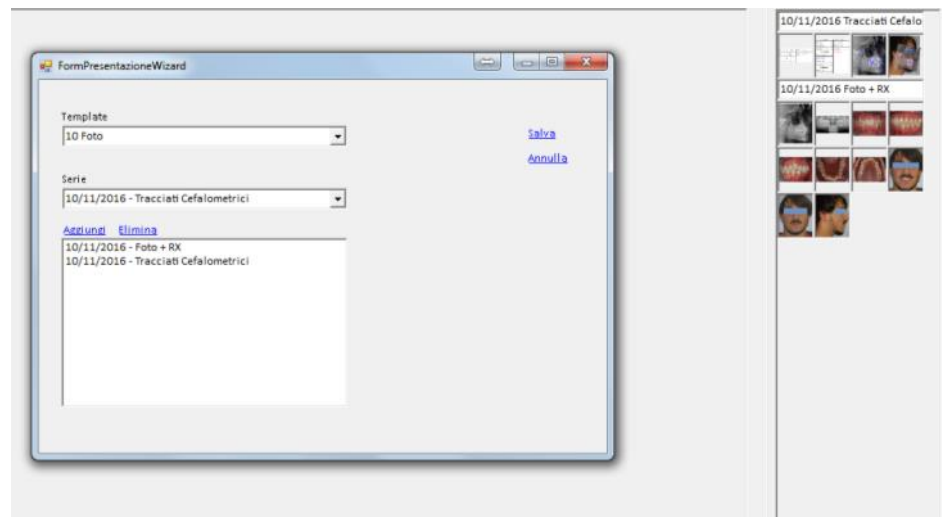 10/11/2016 Tracciati Cefalo
FormPresentazioneWizard
Template
10 Foto
Salva
Annulla
Serie
10/11/2016 - Tracciati Cefalometrici
Aggiungi Elimina
10/11/2016 - Foto + RX
10/11/2016 - Tracciati Cefalometrici
10/11/2016 Foto + RX